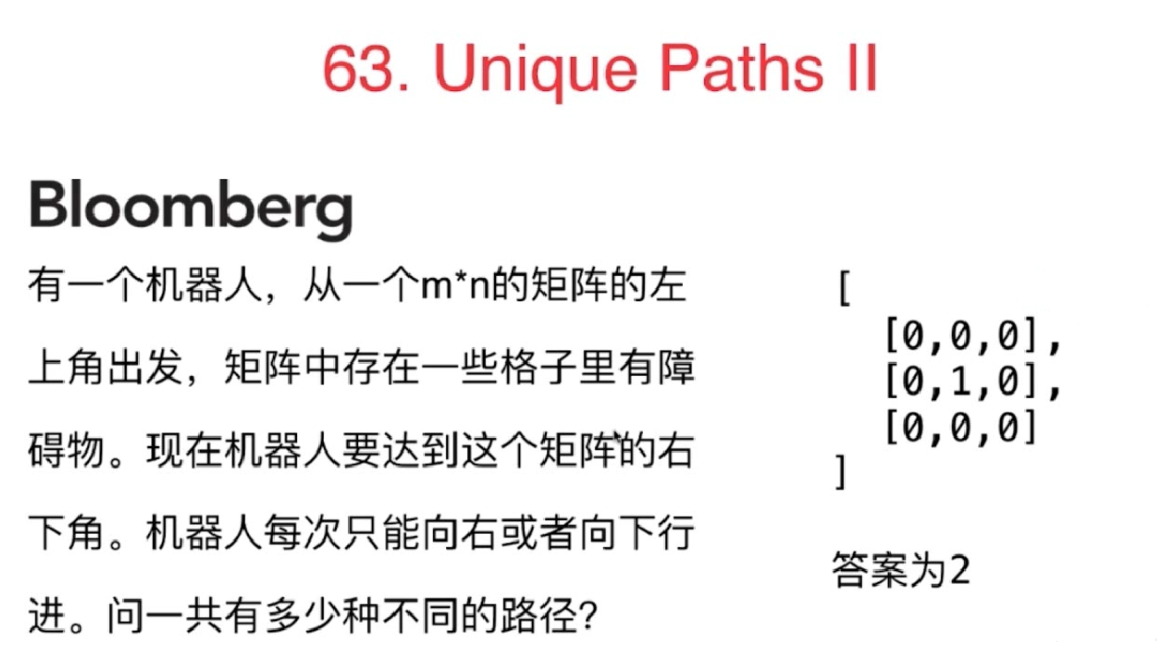 63. Unique Paths II
Bloomberg
有一个机器人，从一个m*n的矩阵的左
上角出发，矩阵中存在一些格子里有障
碍物。现在机器人要达到这个矩阵的右
下角。机器人每次只能向右或者向下行
进。问一共有多少种不同的路径?
[
[0,0,0],
[0,1,0],
[0,0,0]
]
答案为2